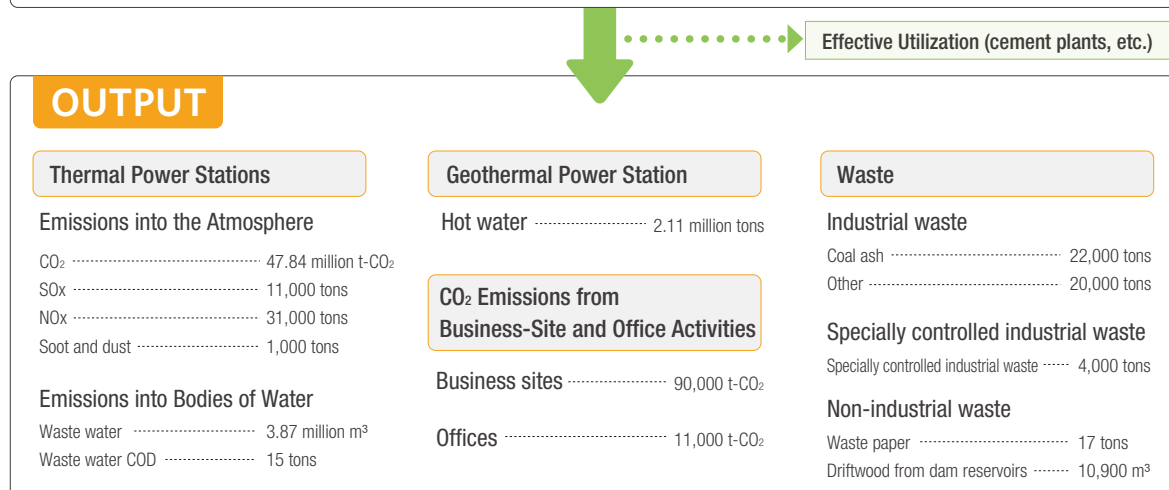 Effective Utilization (cement plants, etc.)
OUTPUT
Thermal Power Stations
Emissions into the Atmosphere
CO₂ 47.84 million t-CO₂
SOx 11,000 tons
NOx 31,000 tons
Soot and dust 1,000 tons
Emissions into Bodies of Water
Waste water 3.87 million m³
Waste water COD 15 tons
Geothermal Power Station
Hot water 2.11 million tons
CO₂ Emissions from
Business-Site and Office Activities
Business sites 90,000 t-CO₂
Offices 11,000 t-CO₂
Waste
Industrial waste
Coal ash 22,000 tons
Other 20,000 tons
Specially controlled industrial waste
Specially controlled industrial waste 4,000 tons
Non-industrial waste
Waste paper 17 tons
Driftwood from dam reservoirs 10,900 m³